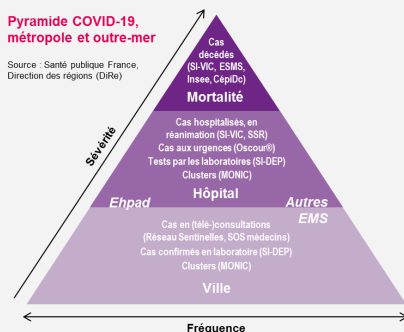 Pyramide COVID-19,
métropole et outre-mer
Source : Santé publique France,
Direction des régions (DiRe)
Cas
décédés
(SI-VIC, ESMS,
Insee, CépiDc)
Mortalité
Sévérité
Cas hospitalisés, en
réanimation (SI-VIC, SSR)
Cas aux urgences (Oscour®)
Tests par les laboratoires (SI-DEP)
Clusters (MONIC)
Hôpital
Ehpad
Autres
EMS
Cas en (télé-)consultations
(Réseau Sentinelles, SOS médecins)
Cas confirmés en laboratoire (SI-DEP)
Clusters (MONIC)
Ville
Fréquence